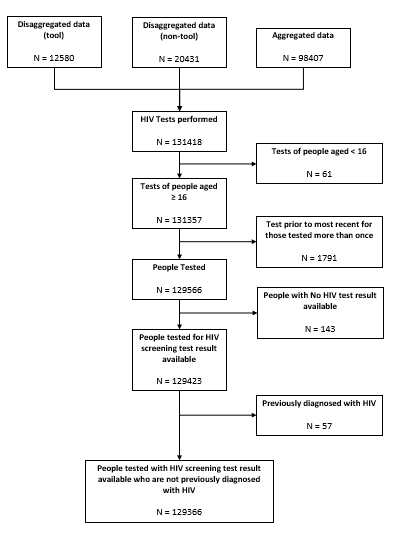 Disaggregated data
(tool)
N = 12580
Disaggregated data
(non-tool)
N = 20431
Aggregated data
N = 98407
HIV Tests performed
N = 131418
Tests of people aged < 16
N = 61
Tests of people aged
≥ 16
N = 131357
Test prior to most recent for
those tested more than once
N = 1791
People Tested
N = 129566
People with No HIV test result
available
N = 143
People tested for HIV
screening test result
available
N = 129423
Previously diagnosed with HIV
N = 57
People tested with HIV screening test result
available who are not previously diagnosed
with HIV
N = 129366